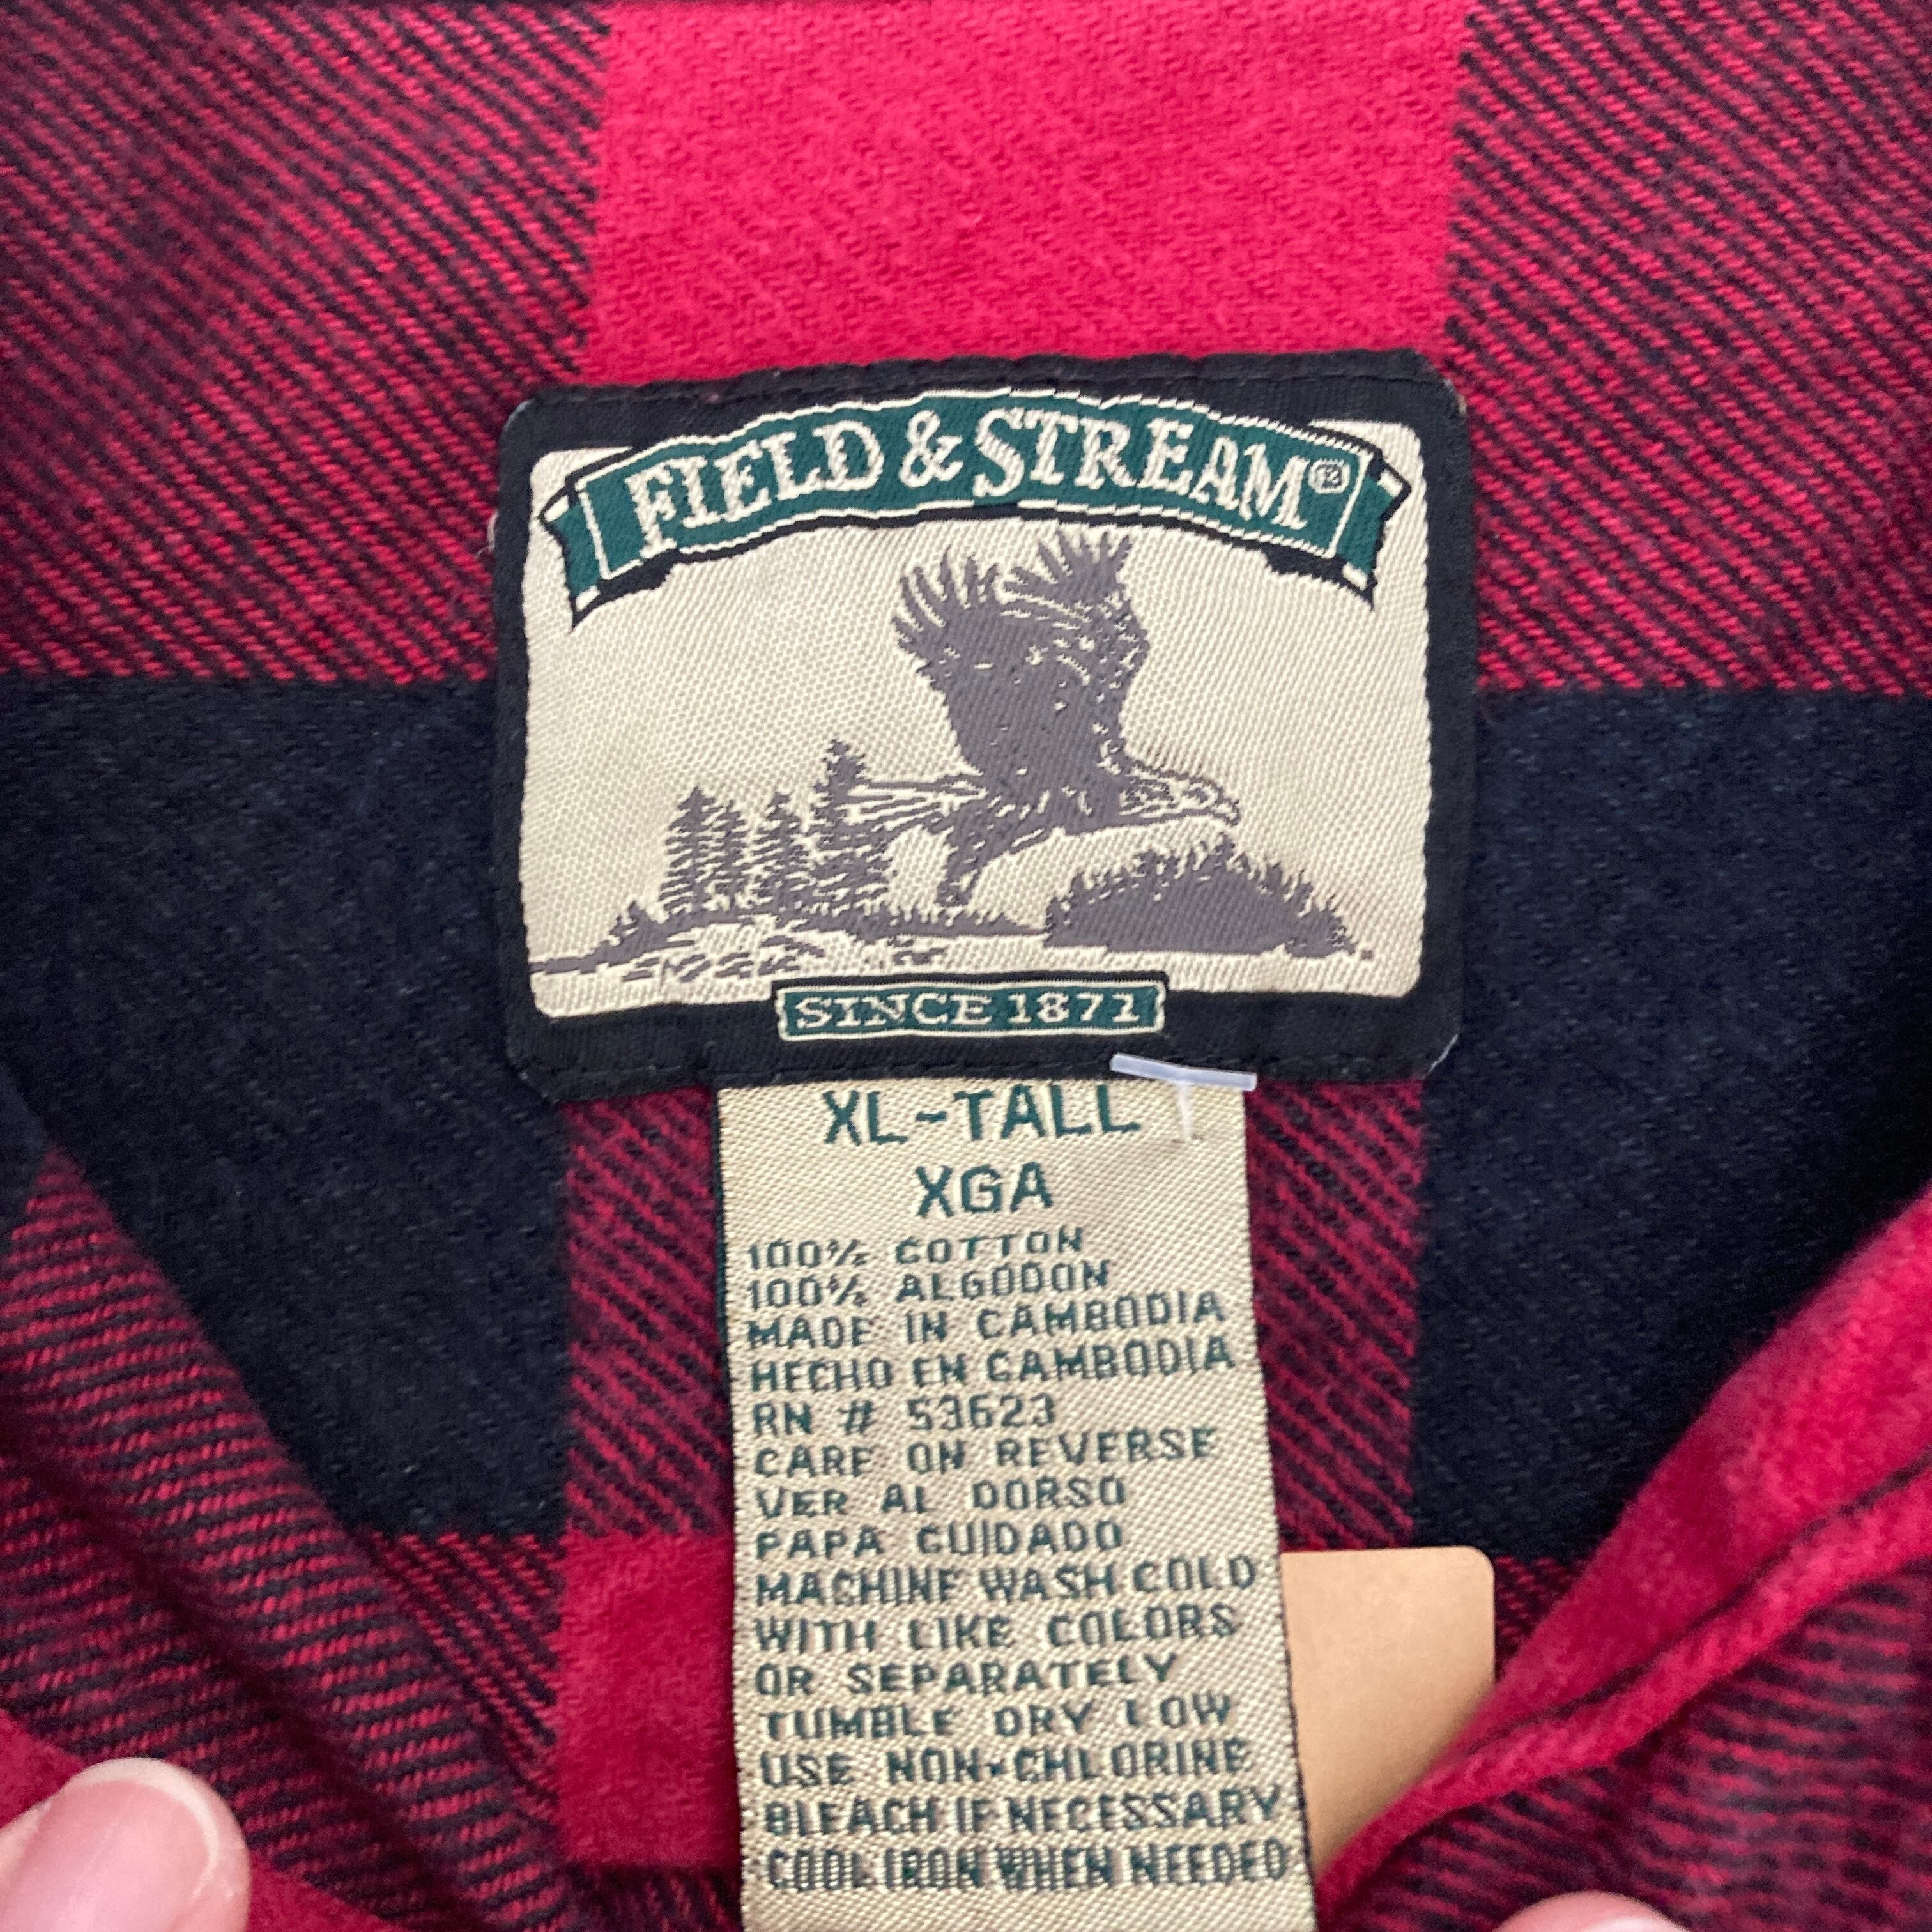 FIELD & STREAM®
SINCE 1871
XL-TALL
XGA
100% COTTON
100% ALGODON
MADE IN CAMBODIA
HECHO EN CAMBODIA
RN # 53623
CARE ON REVERSE
VER AL DORSO
PAPA CUIDADO
MACHINE WASH COLD
WITH LIKE COLORS
OR SEPARATELY
TUMBLE DRY LOW
USE NON-CHLORINE
BLEACH IF NECESSARY
COOL IRON WHEN NEEDED